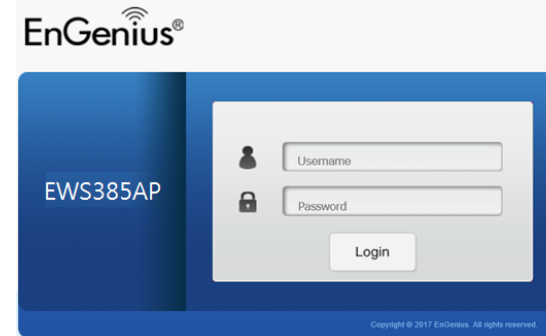 EnGenius®
EWS385AP
Username
Password
Login
Copyright © 2017 EnGenius. All rights reserved.